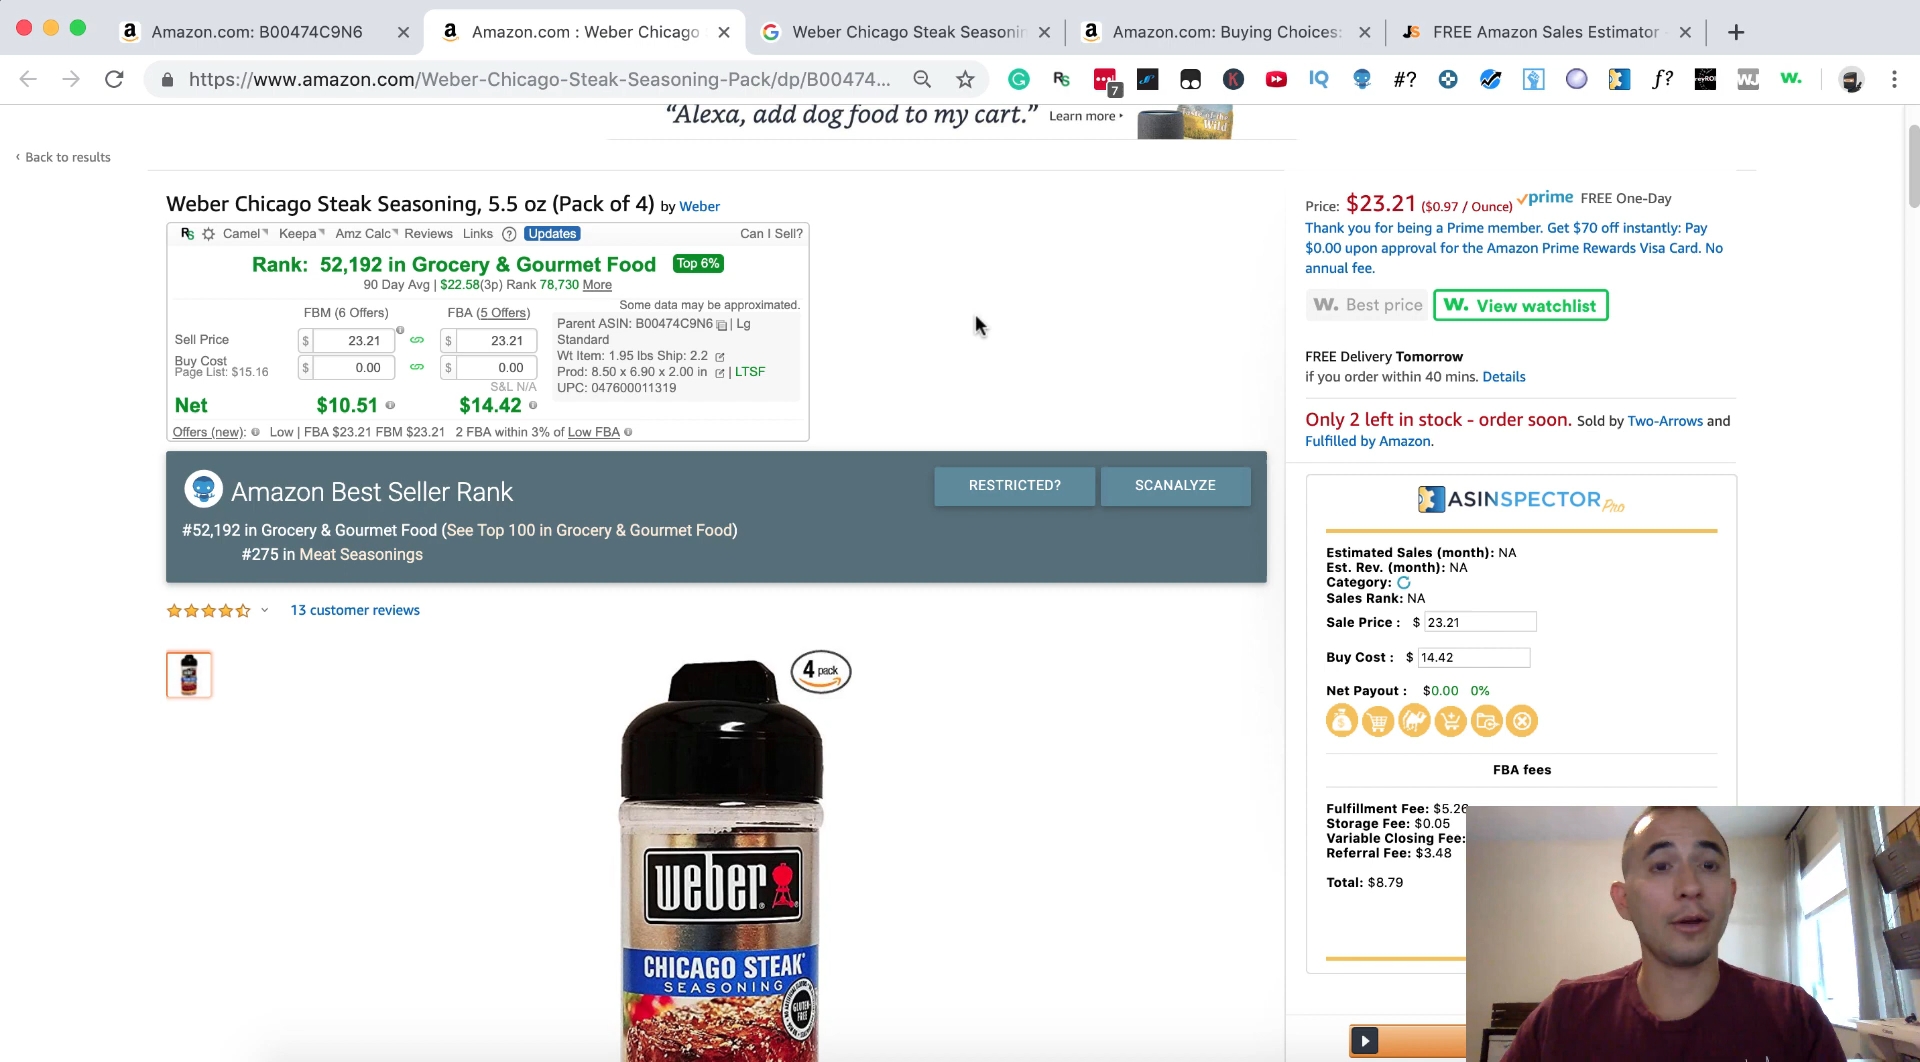 Amazon.com: B00474C9N6
Amazon.com : Weber Chicago
Weber Chicago Steak Seasonin
Amazon.com: Buying Choices:
FREE Amazon Sales Estimator
https://www.amazon.com/Weber-Chicago-Steak-Seasoning-Pack/dp/B00474...
7
IQ
#?
f?
“Alexa, add dog food to my cart.”
Learn more
‹ Back to results
Weber Chicago Steak Seasoning, 5.5 oz (Pack of 4) by Weber
RS Camel Keepa Amz Calc Reviews Links ? Updates Can I Sell?
Rank: 52,192 in Grocery & Gourmet Food Top 6%
90 Day Avg | $22.58(3p) Rank 78,730 More
Some data may be approximated.
FBM (6 Offers) FBA (5 Offers)
Sell Price $ 23.21 $ 23.21
Buy Cost $ 0.00 $ 0.00
Page List: $15.16
S&L N/A
Net $10.51 $14.42
Parent ASIN: B00474C9N6 | Lg
Standard
Wt Item: 1.95 lbs Ship: 2.2
Prod: 8.50 x 6.90 x 2.00 in | LTSF
UPC: 047600011319
Offers (new): Low | FBA $23.21 FBM $23.21 2 FBA within 3% of Low FBA
Amazon Best Seller Rank
RESTRICTED?
SCANALYZE
#52,192 in Grocery & Gourmet Food (See Top 100 in Grocery & Gourmet Food)
#275 in Meat Seasonings
13 customer reviews
4 pack
weber
CHICAGO STEAK
SEASONING
GLUTEN-FREE
Price: $23.21 ($0.97 / Ounce) prime FREE One-Day
Thank you for being a Prime member. Get $70 off instantly: Pay
$0.00 upon approval for the Amazon Prime Rewards Visa Card. No
annual fee.
W. Best price
W. View watchlist
FREE Delivery Tomorrow
if you order within 40 mins. Details
Only 2 left in stock - order soon. Sold by Two-Arrows and
Fulfilled by Amazon.
ASINSPECTOR Pro
Estimated Sales (month): NA
Est. Rev. (month): NA
Category:
Sales Rank: NA
Sale Price : $ 23.21
Buy Cost : $ 14.42
Net Payout : $0.00 0%
FBA fees
Fulfillment Fee: $5.26
Storage Fee: $0.05
Variable Closing Fee:
Referral Fee: $3.48
Total: $8.79